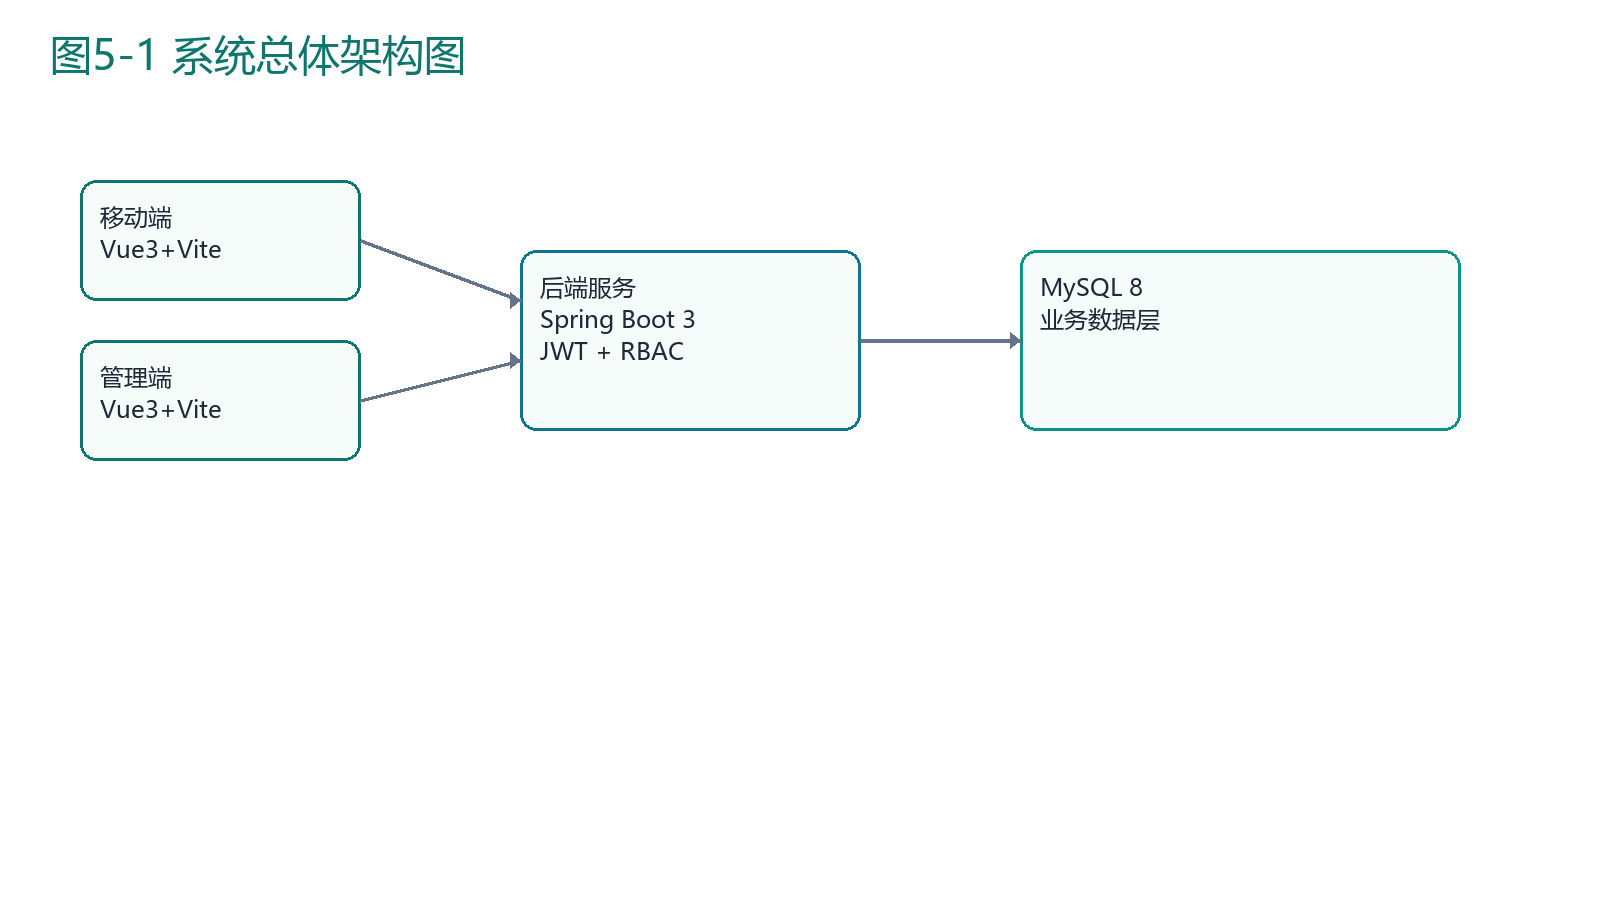 图5-1 系统总体架构图
移动端
Vue3+Vite
管理端
Vue3+Vite
后端服务
Spring Boot 3
JWT + RBAC
MySQL 8
业务数据层